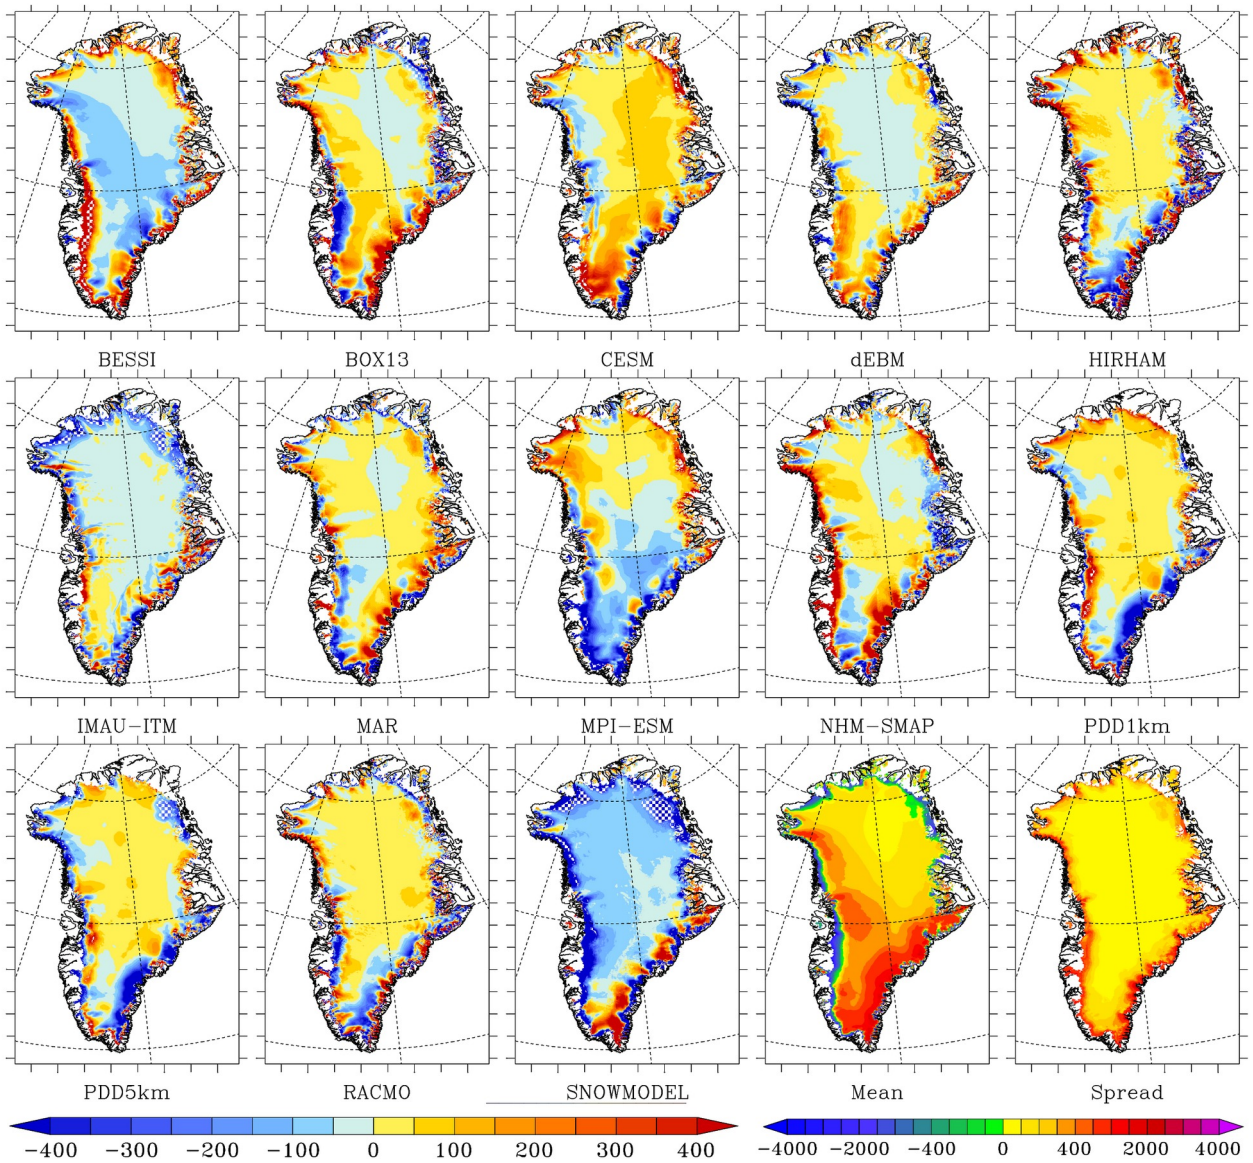 BESSI BOX13 CESM dEBM HIRHAM
IMAU-ITM MAR MPI-ESM NHM-SMAP PDD1km
PDD5km RACMO SNOWMODEL Mean Spread
-400 -300 -200 -100 0 100 200 300 400 -4000 -2000 -400 0 400 2000 4000